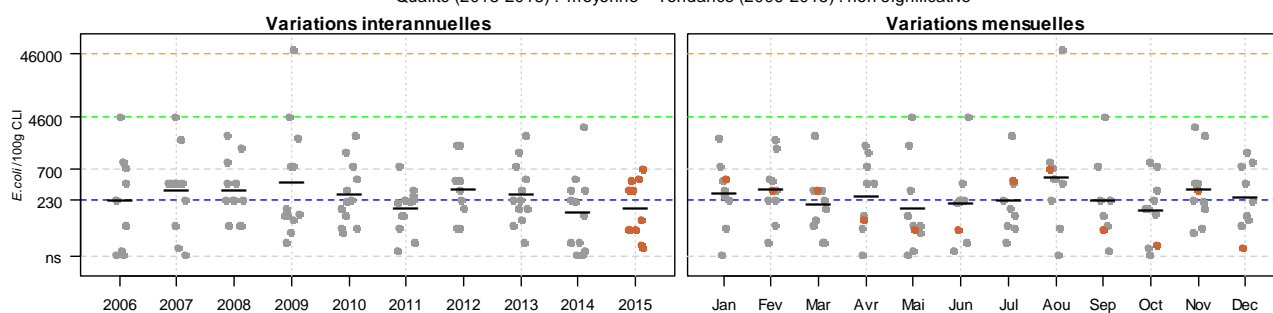 Qualité (2013-2015) : moyenne – Tendance (2006-2015) : non significative
Variations interannuelles
Variations mensuelles
E.coli/100g CLI
46000
4600
700
230
ns
2006 2007 2008 2009 2010 2011 2012 2013 2014 2015
Jan Fev Mar Avr Mai Jun Jul Aou Sep Oct Nov Dec